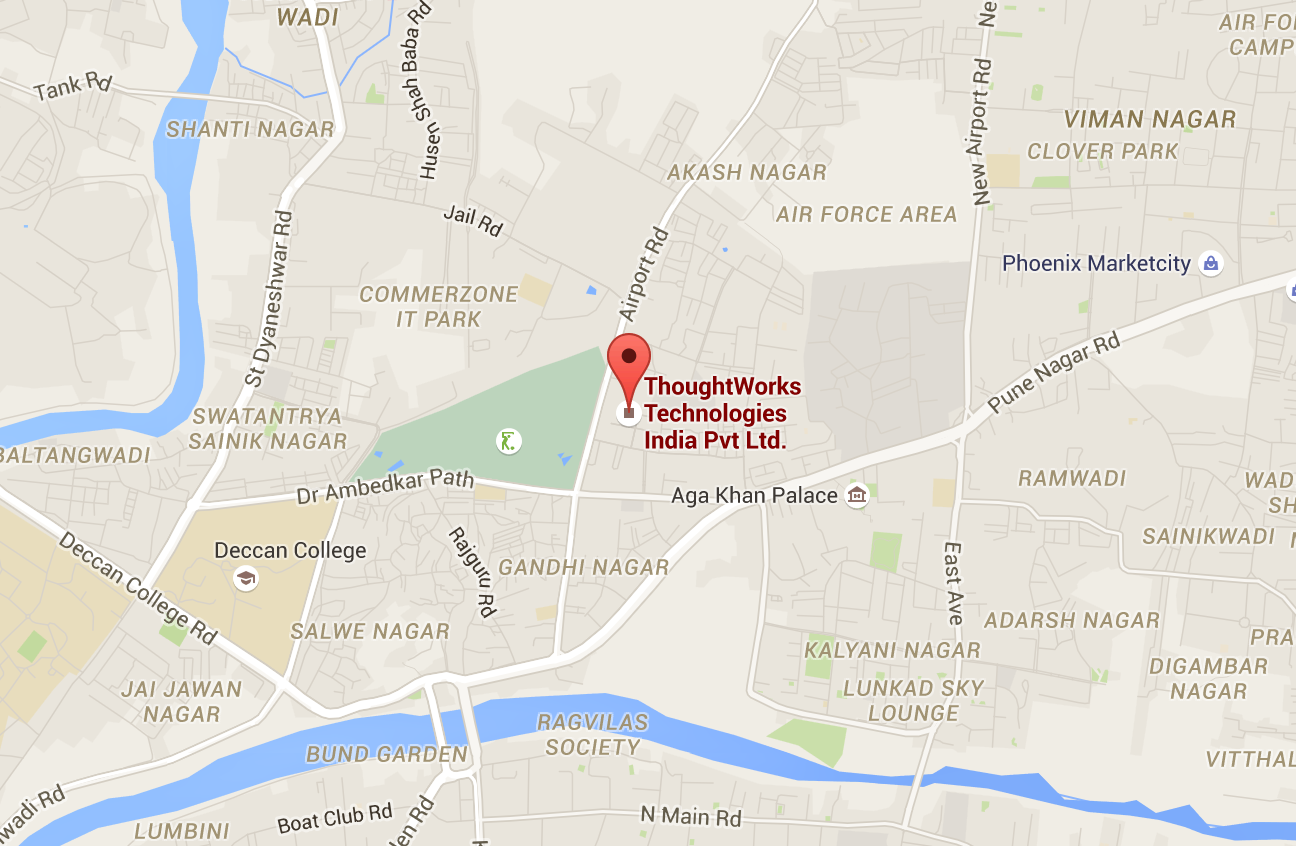 WADI
Husen Shah Baba Rd
Ne
AIR FO
CAMP
Tank Rd
SHANTI NAGAR
New Airport Rd
VIMAN NAGAR
CLOVER PARK
AKASH NAGAR
AIR FORCE AREA
Jail Rd
Airport Rd
St Dyaneshwar Rd
Phoenix Marketcity
COMMERZONE
IT PARK
Pune Nagar Rd
ThoughtWorks
Technologies
India Pvt Ltd.
SWATANTRYA
SAINIK NAGAR
BALTANGWADI
Dr Ambedkar Path
Aga Khan Palace
RAMWADI
WAD
SH
SAINIKWADI
Deccan College
Deccan College Rd
Rajguru Rd
GANDHI NAGAR
East Ave
SALWE NAGAR
ADARSH NAGAR
PRA
KALYANI NAGAR
DIGAMBAR
NAGAR
JAI JAWAN
NAGAR
LUNKAD SKY
LOUNGE
RAGVILAS
SOCIETY
BUND GARDEN
VITTHAL
wadi Rd
Boat Club Rd
den Rd
N Main Rd
LUMBINI